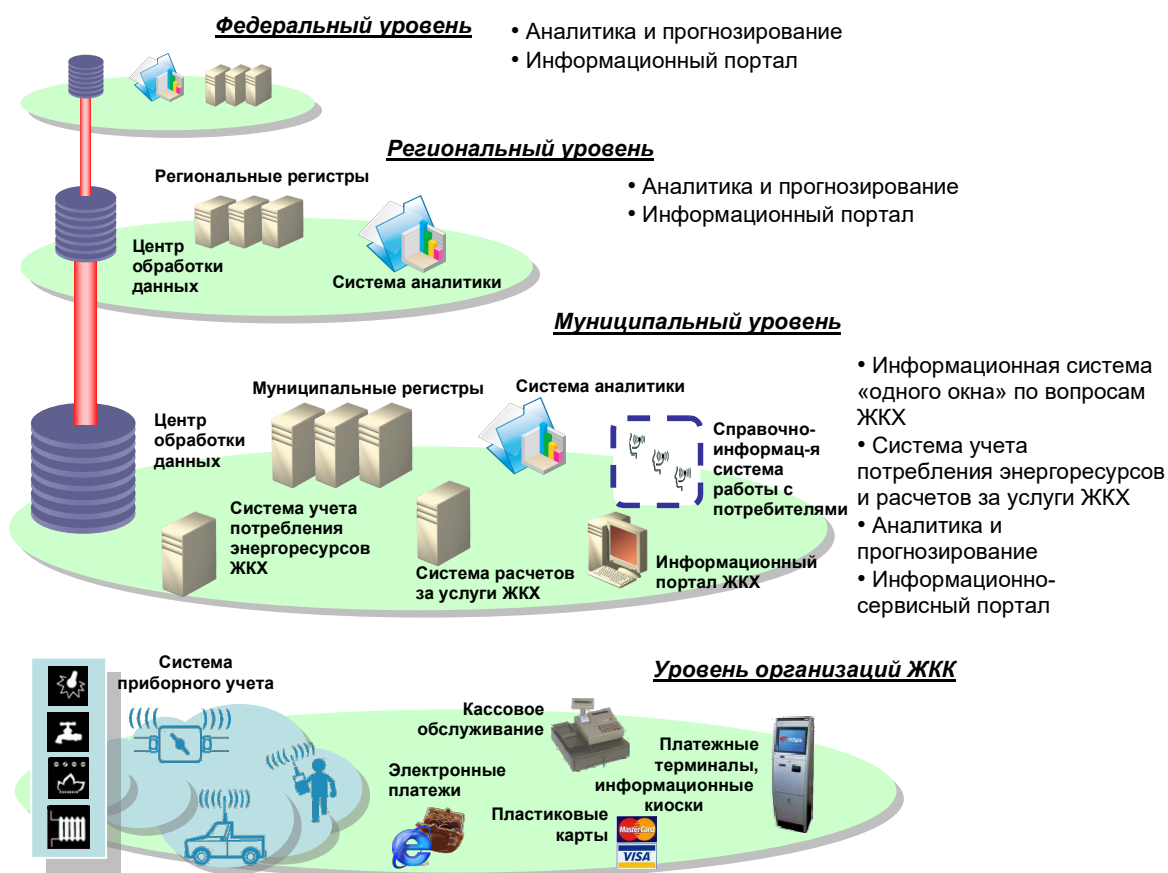 Федеральный уровень
• Аналитика и прогнозирование
• Информационный портал
Региональный уровень
Региональные регистры
• Аналитика и прогнозирование
• Информационный портал
Центр
обработки
данных
Система аналитики
Муниципальный уровень
Муниципальные регистры
Система аналитики
Центр
обработки
данных
Справочно-
информац-я
система
работы с
потребителями
• Информационная система
«одного окна» по вопросам
ЖКХ
• Система учета
потребления энергоресурсов
и расчетов за услуги ЖКХ
• Аналитика и
прогнозирование
• Информационно-
сервисный портал
Система учета
потребления
энергоресурсов
ЖКХ
Система расчетов
за услуги ЖКХ
Информационный
портал ЖКХ
Система
приборного учета
Уровень организаций ЖКК
Кассовое
обслуживание
Платежные
терминалы,
информационные
киоски
Электронные
платежи
Пластиковые
карты
MasterCard
VISA